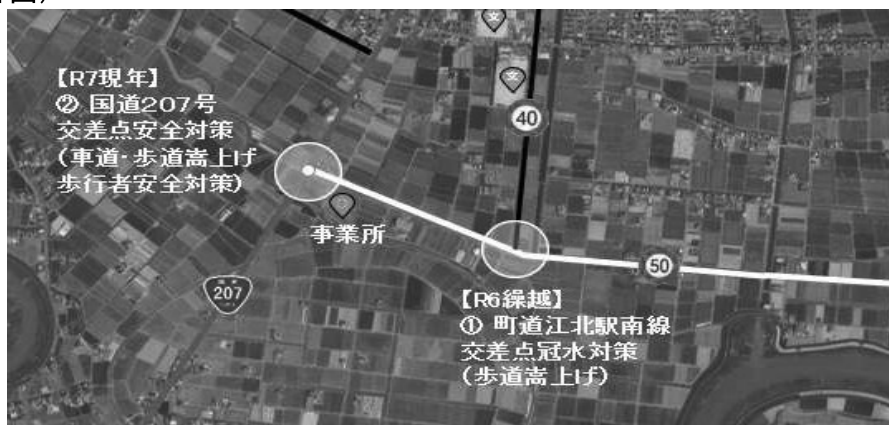 【R7現年】
② 国道207号
交差点安全対策
（車道･歩道嵩上げ
歩行者安全対策）
事業所
207
文
文
40
50
【R6繰越】
① 町道江北駅南線
交差点冠水対策
（歩道嵩上げ）